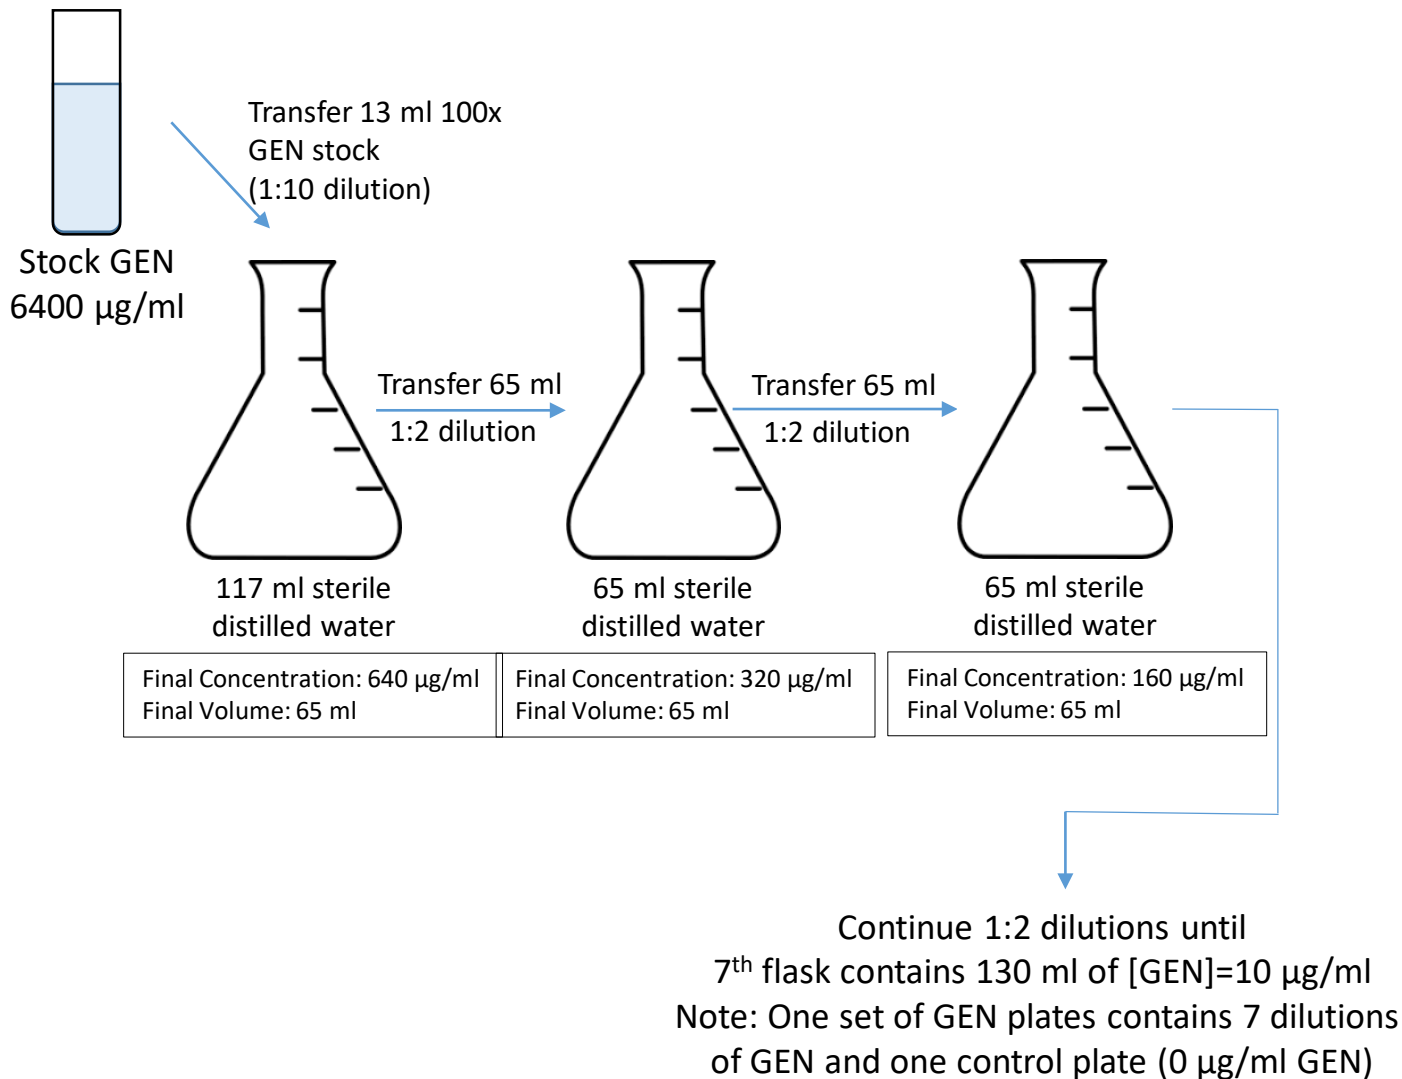 Transfer 13 ml 100x
GEN stock
(1:10 dilution)
Stock GEN
6400 µg/ml
Transfer 65 ml
1:2 dilution
Transfer 65 ml
1:2 dilution
117 ml sterile
distilled water
65 ml sterile
distilled water
65 ml sterile
distilled water
Final Concentration: 640 µg/ml
Final Volume: 65 ml
Final Concentration: 320 µg/ml
Final Volume: 65 ml
Final Concentration: 160 µg/ml
Final Volume: 65 ml
Continue 1:2 dilutions until
7th flask contains 130 ml of [GEN]=10 µg/ml
Note: One set of GEN plates contains 7 dilutions
of GEN and one control plate (0 µg/ml GEN)